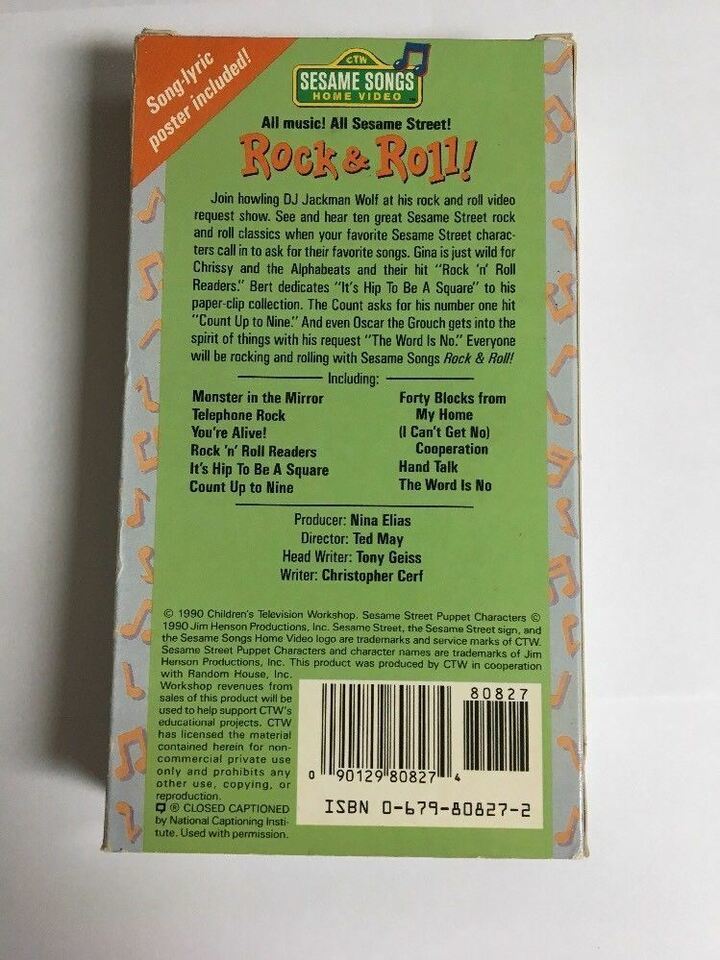 Song-lyric
poster included!
CTW
SESAME SONGS
HOME VIDEO
All music! All Sesame Street!
Rock & Roll!
Join howling DJ Jackman Wolf at his rock and roll video
request show. See and hear ten great Sesame Street rock
and roll classics when your favorite Sesame Street charac-
ters call in to ask for their favorite songs. Gina is just wild for
Chrissy and the Alphabeats and their hit "Rock 'n' Roll
Readers." Bert dedicates "It's Hip To Be A Square" to his
paper-clip collection. The Count asks for his number one hit
"Count Up to Nine." And even Oscar the Grouch gets into the
spirit of things with his request "The Word Is No." Everyone
will be rocking and rolling with Sesame Songs Rock & Roll!
Including:
Monster in the Mirror
Telephone Rock
You're Alive!
Rock 'n' Roll Readers
It's Hip To Be A Square
Count Up to Nine
Forty Blocks from
My Home
(I Can't Get No)
Cooperation
Hand Talk
The Word Is No
Producer: Nina Elias
Director: Ted May
Head Writer: Tony Geiss
Writer: Christopher Cerf
© 1990 Children's Television Workshop. Sesame Street Puppet Characters ©
1990 Jim Henson Productions, Inc. Sesame Street, the Sesame Street sign, and
the Sesame Songs Home Video logo are trademarks and service marks of CTW.
Sesame Street Puppet Characters and character names are trademarks of Jim
Henson Productions, Inc. This product was produced by CTW in cooperation
with Random House, Inc.
Workshop revenues from
sales of this product will be
used to help support CTW's
educational projects. CTW
has licensed the material
contained herein for non-
commercial private use
only and prohibits any
other use, copying, or
reproduction.
® CLOSED CAPTIONED
by National Captioning Insti-
tute. Used with permission.
80827
0 90129 80827 4
ISBN 0-679-80827-2